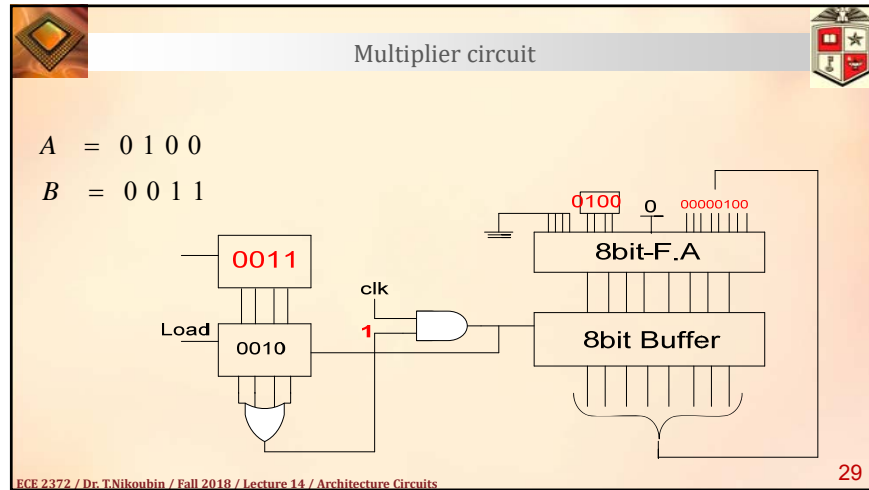 Multiplier circuit
A = 0 1 0 0
B = 0 0 1 1
0100 0 00000100
8bit-F.A
0011
clk
Load
1
0010
8bit Buffer
29
ECE 2372 / Dr. T.Nikoubin / Fall 2018 / Lecture 14 / Architecture Circuits